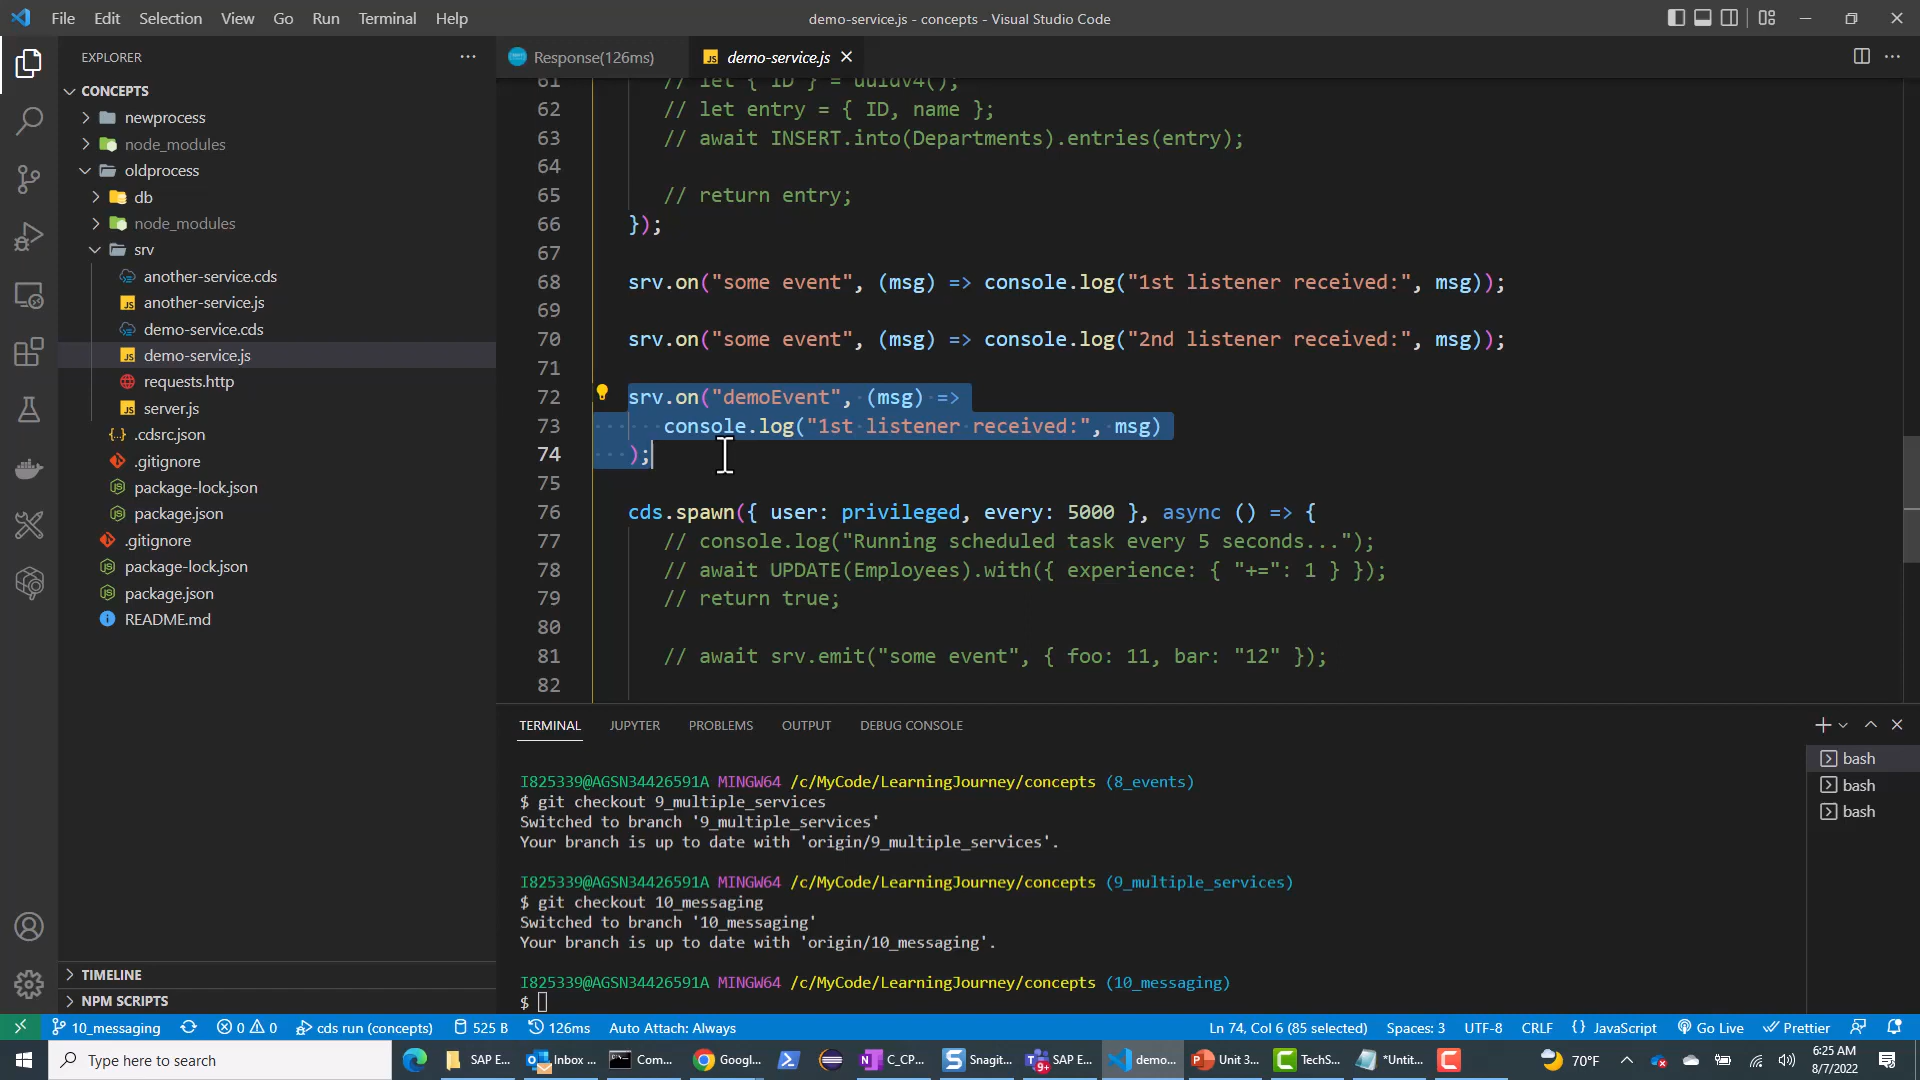 File Edit Selection View Go Run Terminal Help
demo-service.js - concepts - Visual Studio Code
EXPLORER
CONCEPTS
newprocess
node_modules
oldprocess
db
node_modules
srv
another-service.cds
another-service.js
demo-service.cds
demo-service.js
requests.http
server.js
.cdsrc.json
.gitignore
package-lock.json
package.json
.gitignore
package-lock.json
package.json
README.md
TIMELINE
NPM SCRIPTS
Response(126ms) demo-service.js
61 // let { ID } = uuidv4();
62 // let entry = { ID, name };
63 // await INSERT.into(Departments).entries(entry);
64
65 // return entry;
66 });
67
68 srv.on("some event", (msg) => console.log("1st listener received:", msg));
69
70 srv.on("some event", (msg) => console.log("2nd listener received:", msg));
71
72 srv.on("demoEvent", (msg) =>
73 console.log("1st listener received:", msg)
74 );
75
76 cds.spawn({ user: privileged, every: 5000 }, async () => {
77 // console.log("Running scheduled task every 5 seconds...");
78 // await UPDATE(Employees).with({ experience: { "+=": 1 } });
79 // return true;
80
81 // await srv.emit("some event", { foo: 11, bar: "12" });
82
TERMINAL JUPYTER PROBLEMS OUTPUT DEBUG CONSOLE
I825339@AGSN34426591A MINGW64 /c/MyCode/LearningJourney/concepts (8_events)
$ git checkout 9_multiple_services
Switched to branch '9_multiple_services'
Your branch is up to date with 'origin/9_multiple_services'.
I825339@AGSN34426591A MINGW64 /c/MyCode/LearningJourney/concepts (9_multiple_services)
$ git checkout 10_messaging
Switched to branch '10_messaging'
Your branch is up to date with 'origin/10_messaging'.
I825339@AGSN34426591A MINGW64 /c/MyCode/LearningJourney/concepts (10_messaging)
$
bash
bash
bash
10_messaging 0 0 cds run (concepts) 525 B 126ms Auto Attach: Always Ln 74, Col 6 (85 selected) Spaces: 3 UTF-8 CRLF {} JavaScript Go Live Prettier
Type here to search SAP E... Inbox ... Com... Googl... C_CP... Snagit... SAP E... demo... Unit 3... TechS... *Untit... 70°F 6:25 AM
8/7/2022